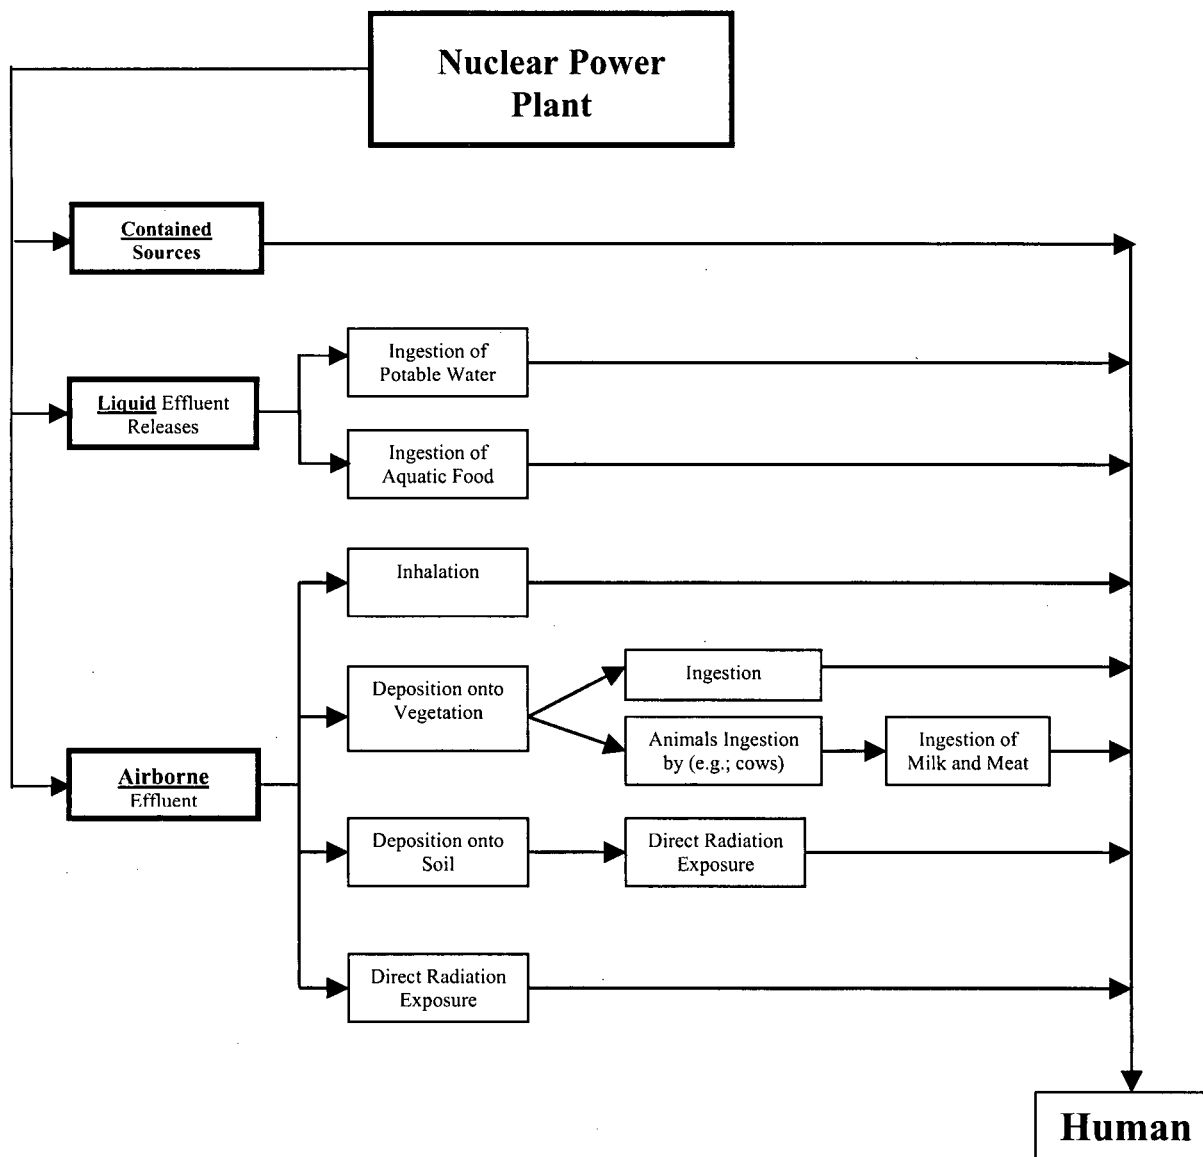 Nuclear Power
Plant
Contained
Sources
Ingestion of
Potable Water
Liquid Effluent
Releases
Ingestion of
Aquatic Food
Inhalation
Deposition onto
Vegetation
Ingestion
Animals Ingestion
by (e.g.; cows)
Ingestion of
Milk and Meat
Airborne
Effluent
Deposition onto
Soil
Direct Radiation
Exposure
Direct Radiation
Exposure
Human